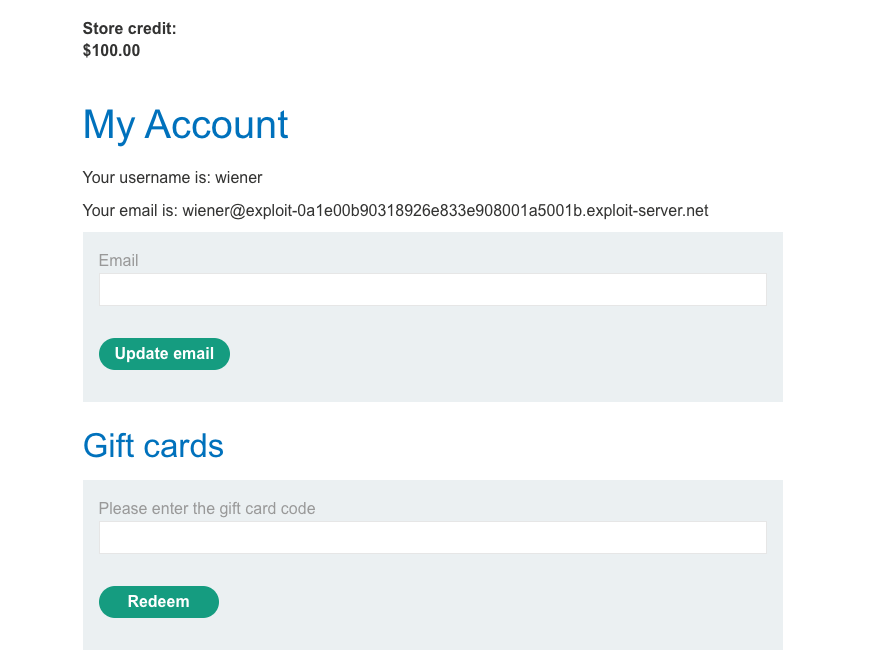 Store credit:
$100.00
My Account
Your username is: wiener
Your email is: wiener@exploit-0a1e00b90318926e833e908001a5001b.exploit-server.net
Email
Update email
Gift cards
Please enter the gift card code
Redeem